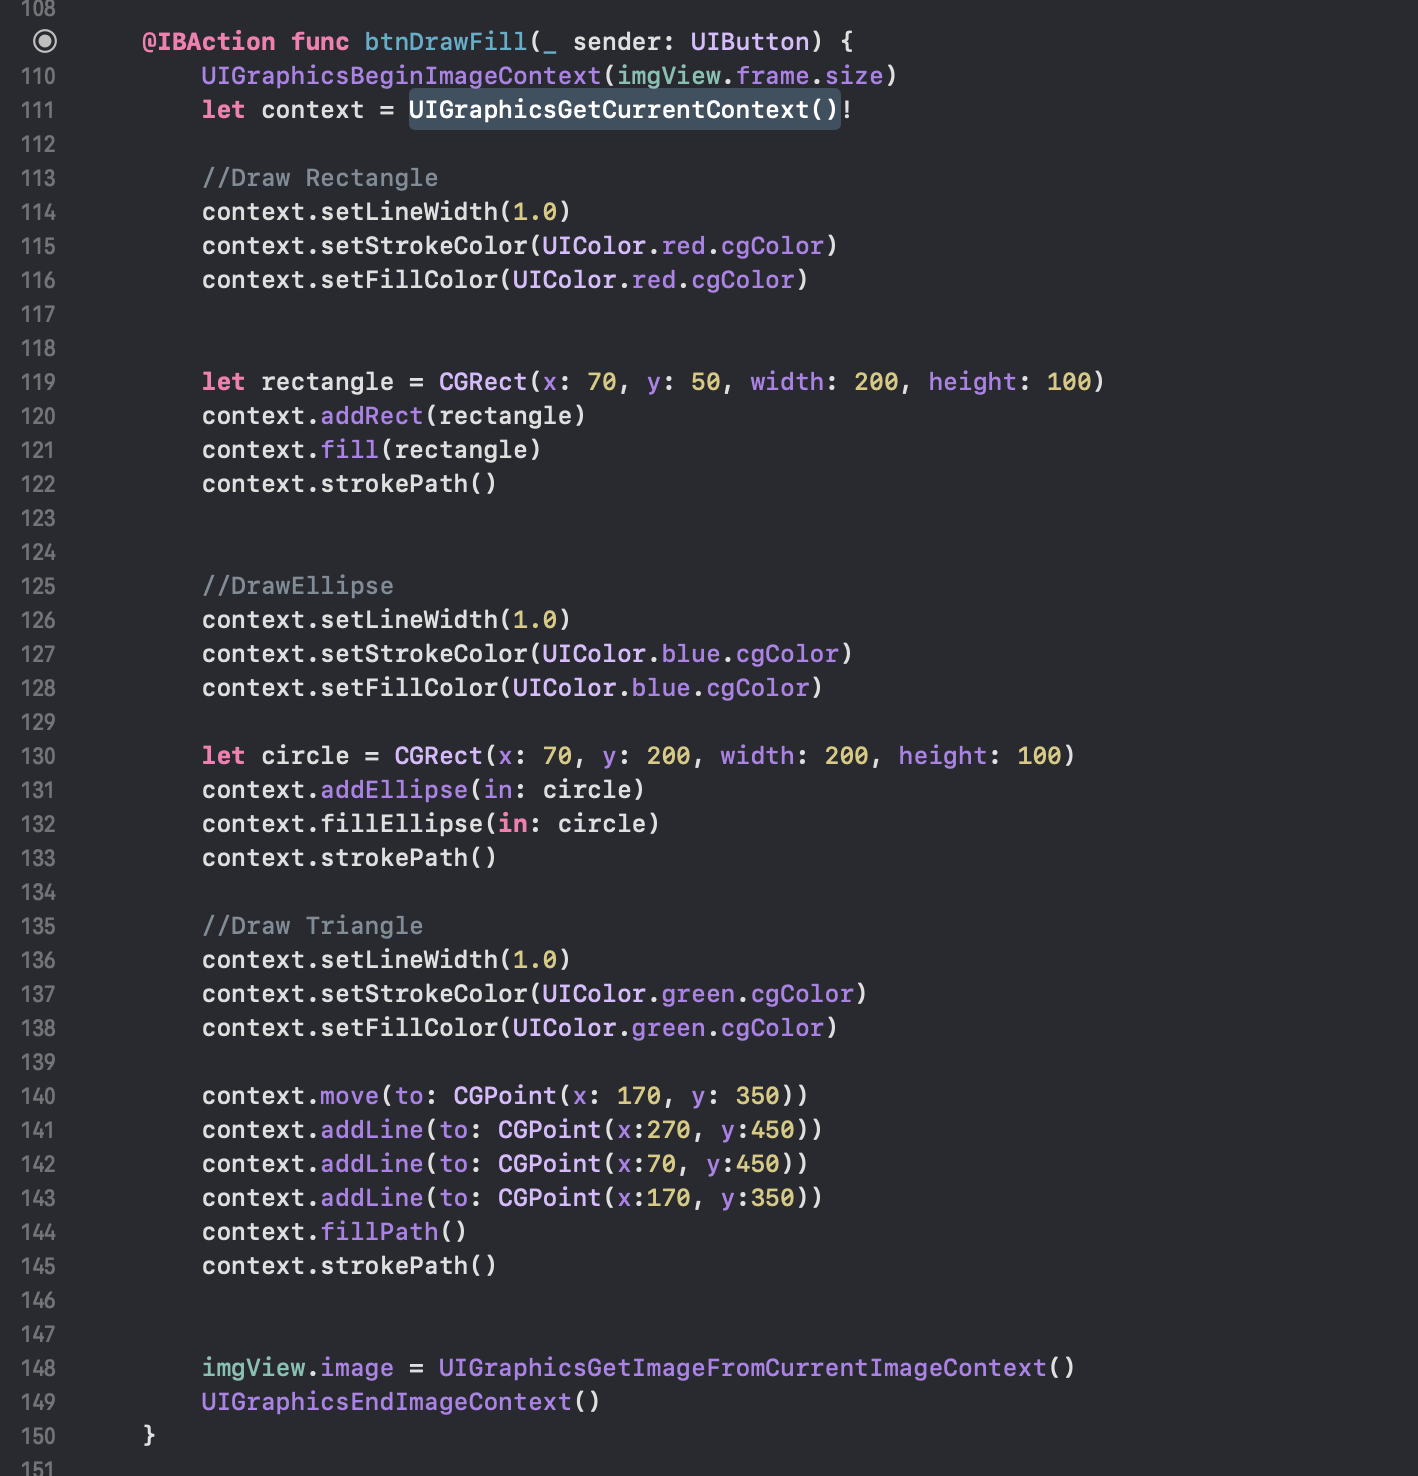 108
@IBAction func btnDrawFill(_ sender: UIButton) {
110 UIGraphicsBeginImageContext(imgView.frame.size)
111 let context = UIGraphicsGetCurrentContext()!
112
113 //Draw Rectangle
114 context.setLineWidth(1.0)
115 context.setStrokeColor(UIColor.red.cgColor)
116 context.setFillColor(UIColor.red.cgColor)
117
118
119 let rectangle = CGRect(x: 70, y: 50, width: 200, height: 100)
120 context.addRect(rectangle)
121 context.fill(rectangle)
122 context.strokePath()
123
124
125 //DrawEllipse
126 context.setLineWidth(1.0)
127 context.setStrokeColor(UIColor.blue.cgColor)
128 context.setFillColor(UIColor.blue.cgColor)
129
130 let circle = CGRect(x: 70, y: 200, width: 200, height: 100)
131 context.addEllipse(in: circle)
132 context.fillEllipse(in: circle)
133 context.strokePath()
134
135 //Draw Triangle
136 context.setLineWidth(1.0)
137 context.setStrokeColor(UIColor.green.cgColor)
138 context.setFillColor(UIColor.green.cgColor)
139
140 context.move(to: CGPoint(x: 170, y: 350))
141 context.addLine(to: CGPoint(x:270, y:450))
142 context.addLine(to: CGPoint(x:70, y:450))
143 context.addLine(to: CGPoint(x:170, y:350))
144 context.fillPath()
145 context.strokePath()
146
147
148 imgView.image = UIGraphicsGetImageFromCurrentImageContext()
149 UIGraphicsEndImageContext()
150 }
151